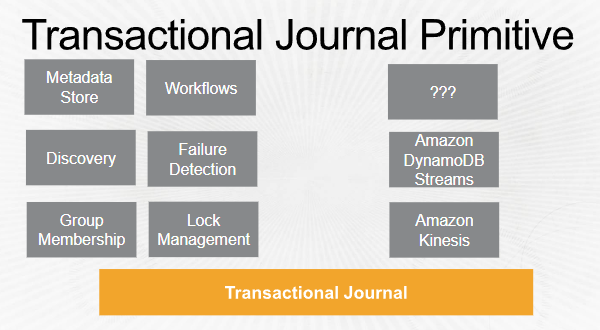 Transactional Journal Primitive
Metadata
Store
Workflows
???
Discovery
Failure
Detection
Amazon
DynamoDB
Streams
Group
Membership
Lock
Management
Amazon
Kinesis
Transactional Journal